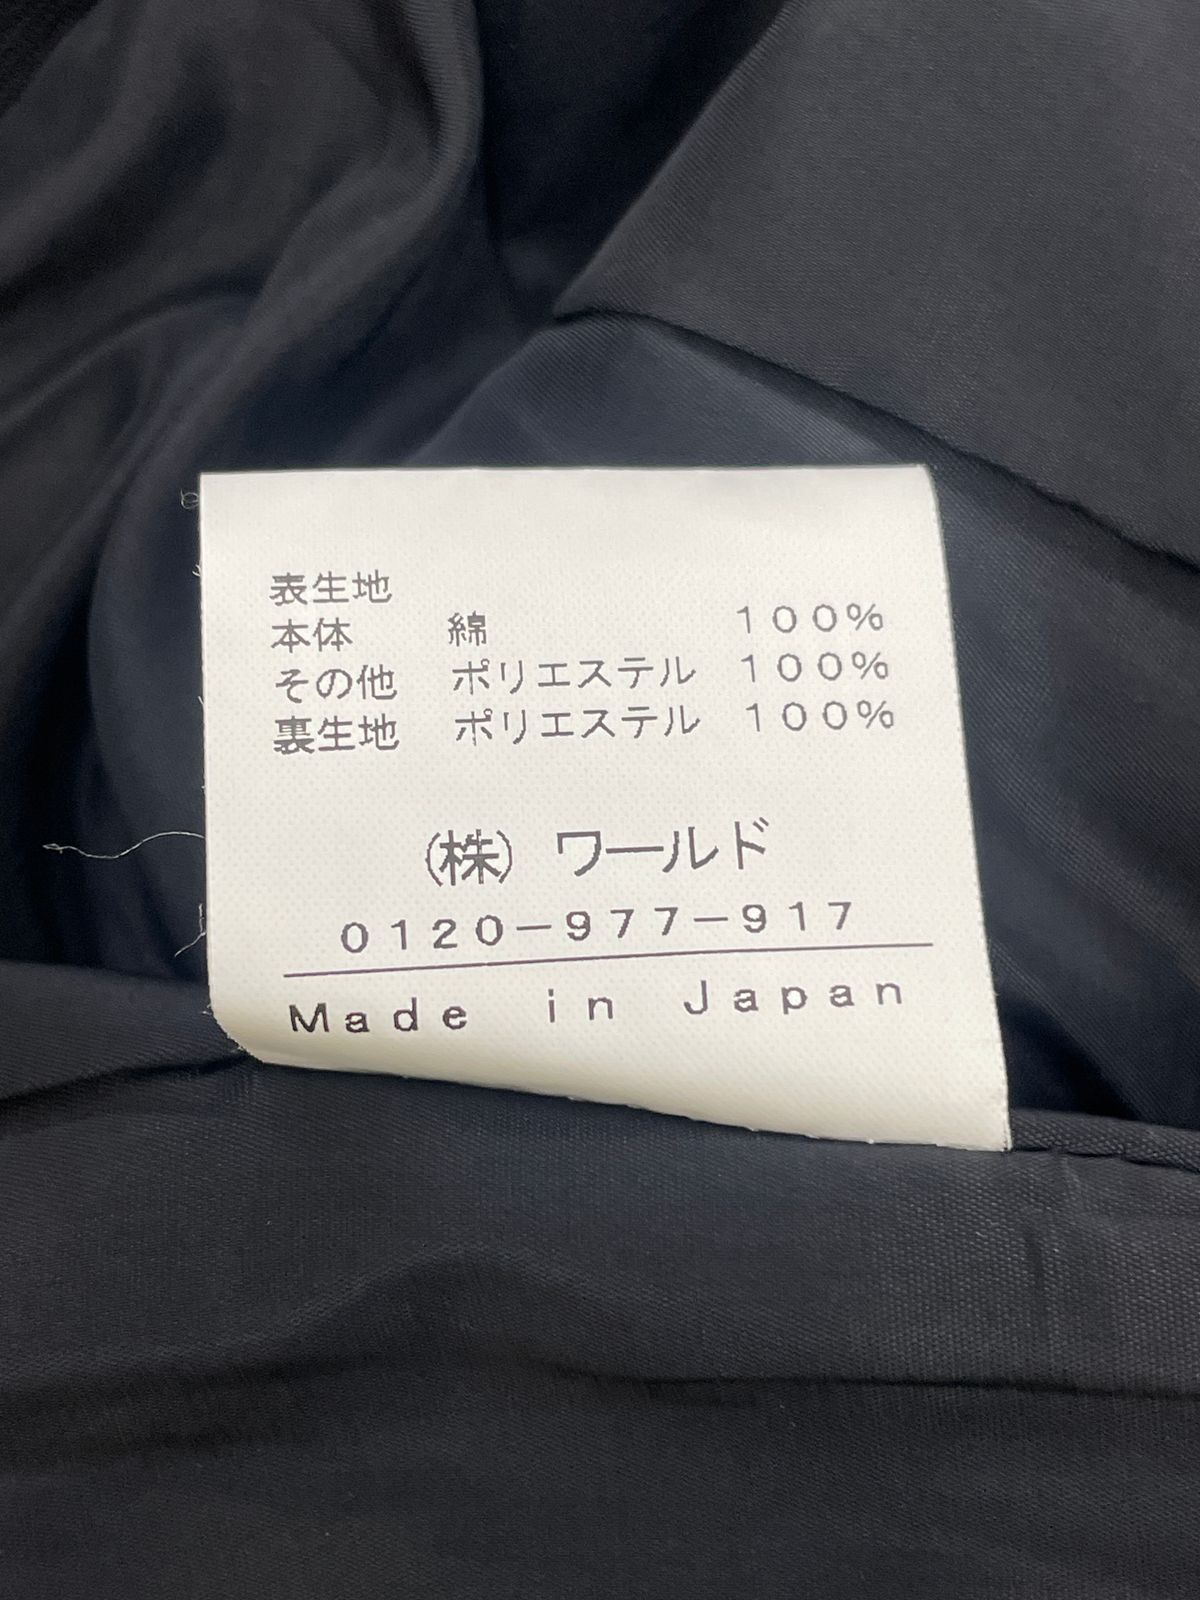 表生地
本体 綿 100%
その他 ポリエステル 100%
裏生地 ポリエステル 100%
(株) ワールド
0120-977-917
Made in Japan